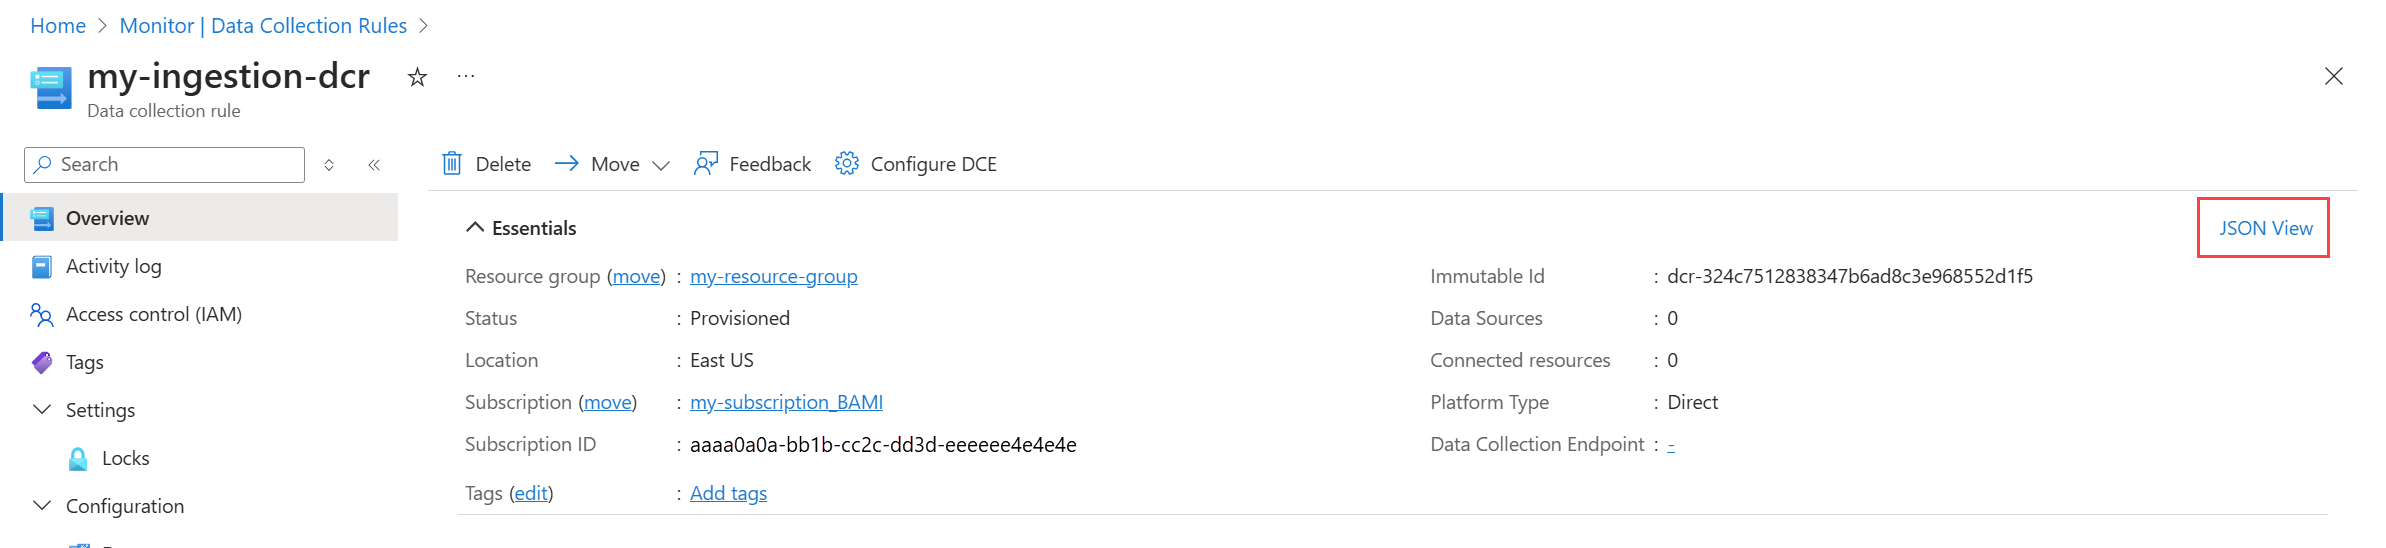 Home > Monitor | Data Collection Rules >
my-ingestion-dcr
Data collection rule
Search
Delete Move Feedback Configure DCE
Overview
Activity log
Access control (IAM)
Tags
Settings
Locks
Configuration
Essentials
JSON View
Resource group (move) : my-resource-group
Status : Provisioned
Location : East US
Subscription (move) : my-subscription_BAMI
Subscription ID : aaaa0a0a-bb1b-cc2c-dd3d-eeeeee4e4e4e
Tags (edit) : Add tags
Immutable Id : dcr-324c7512838347b6ad8c3e968552d1f5
Data Sources : 0
Connected resources : 0
Platform Type : Direct
Data Collection Endpoint : -